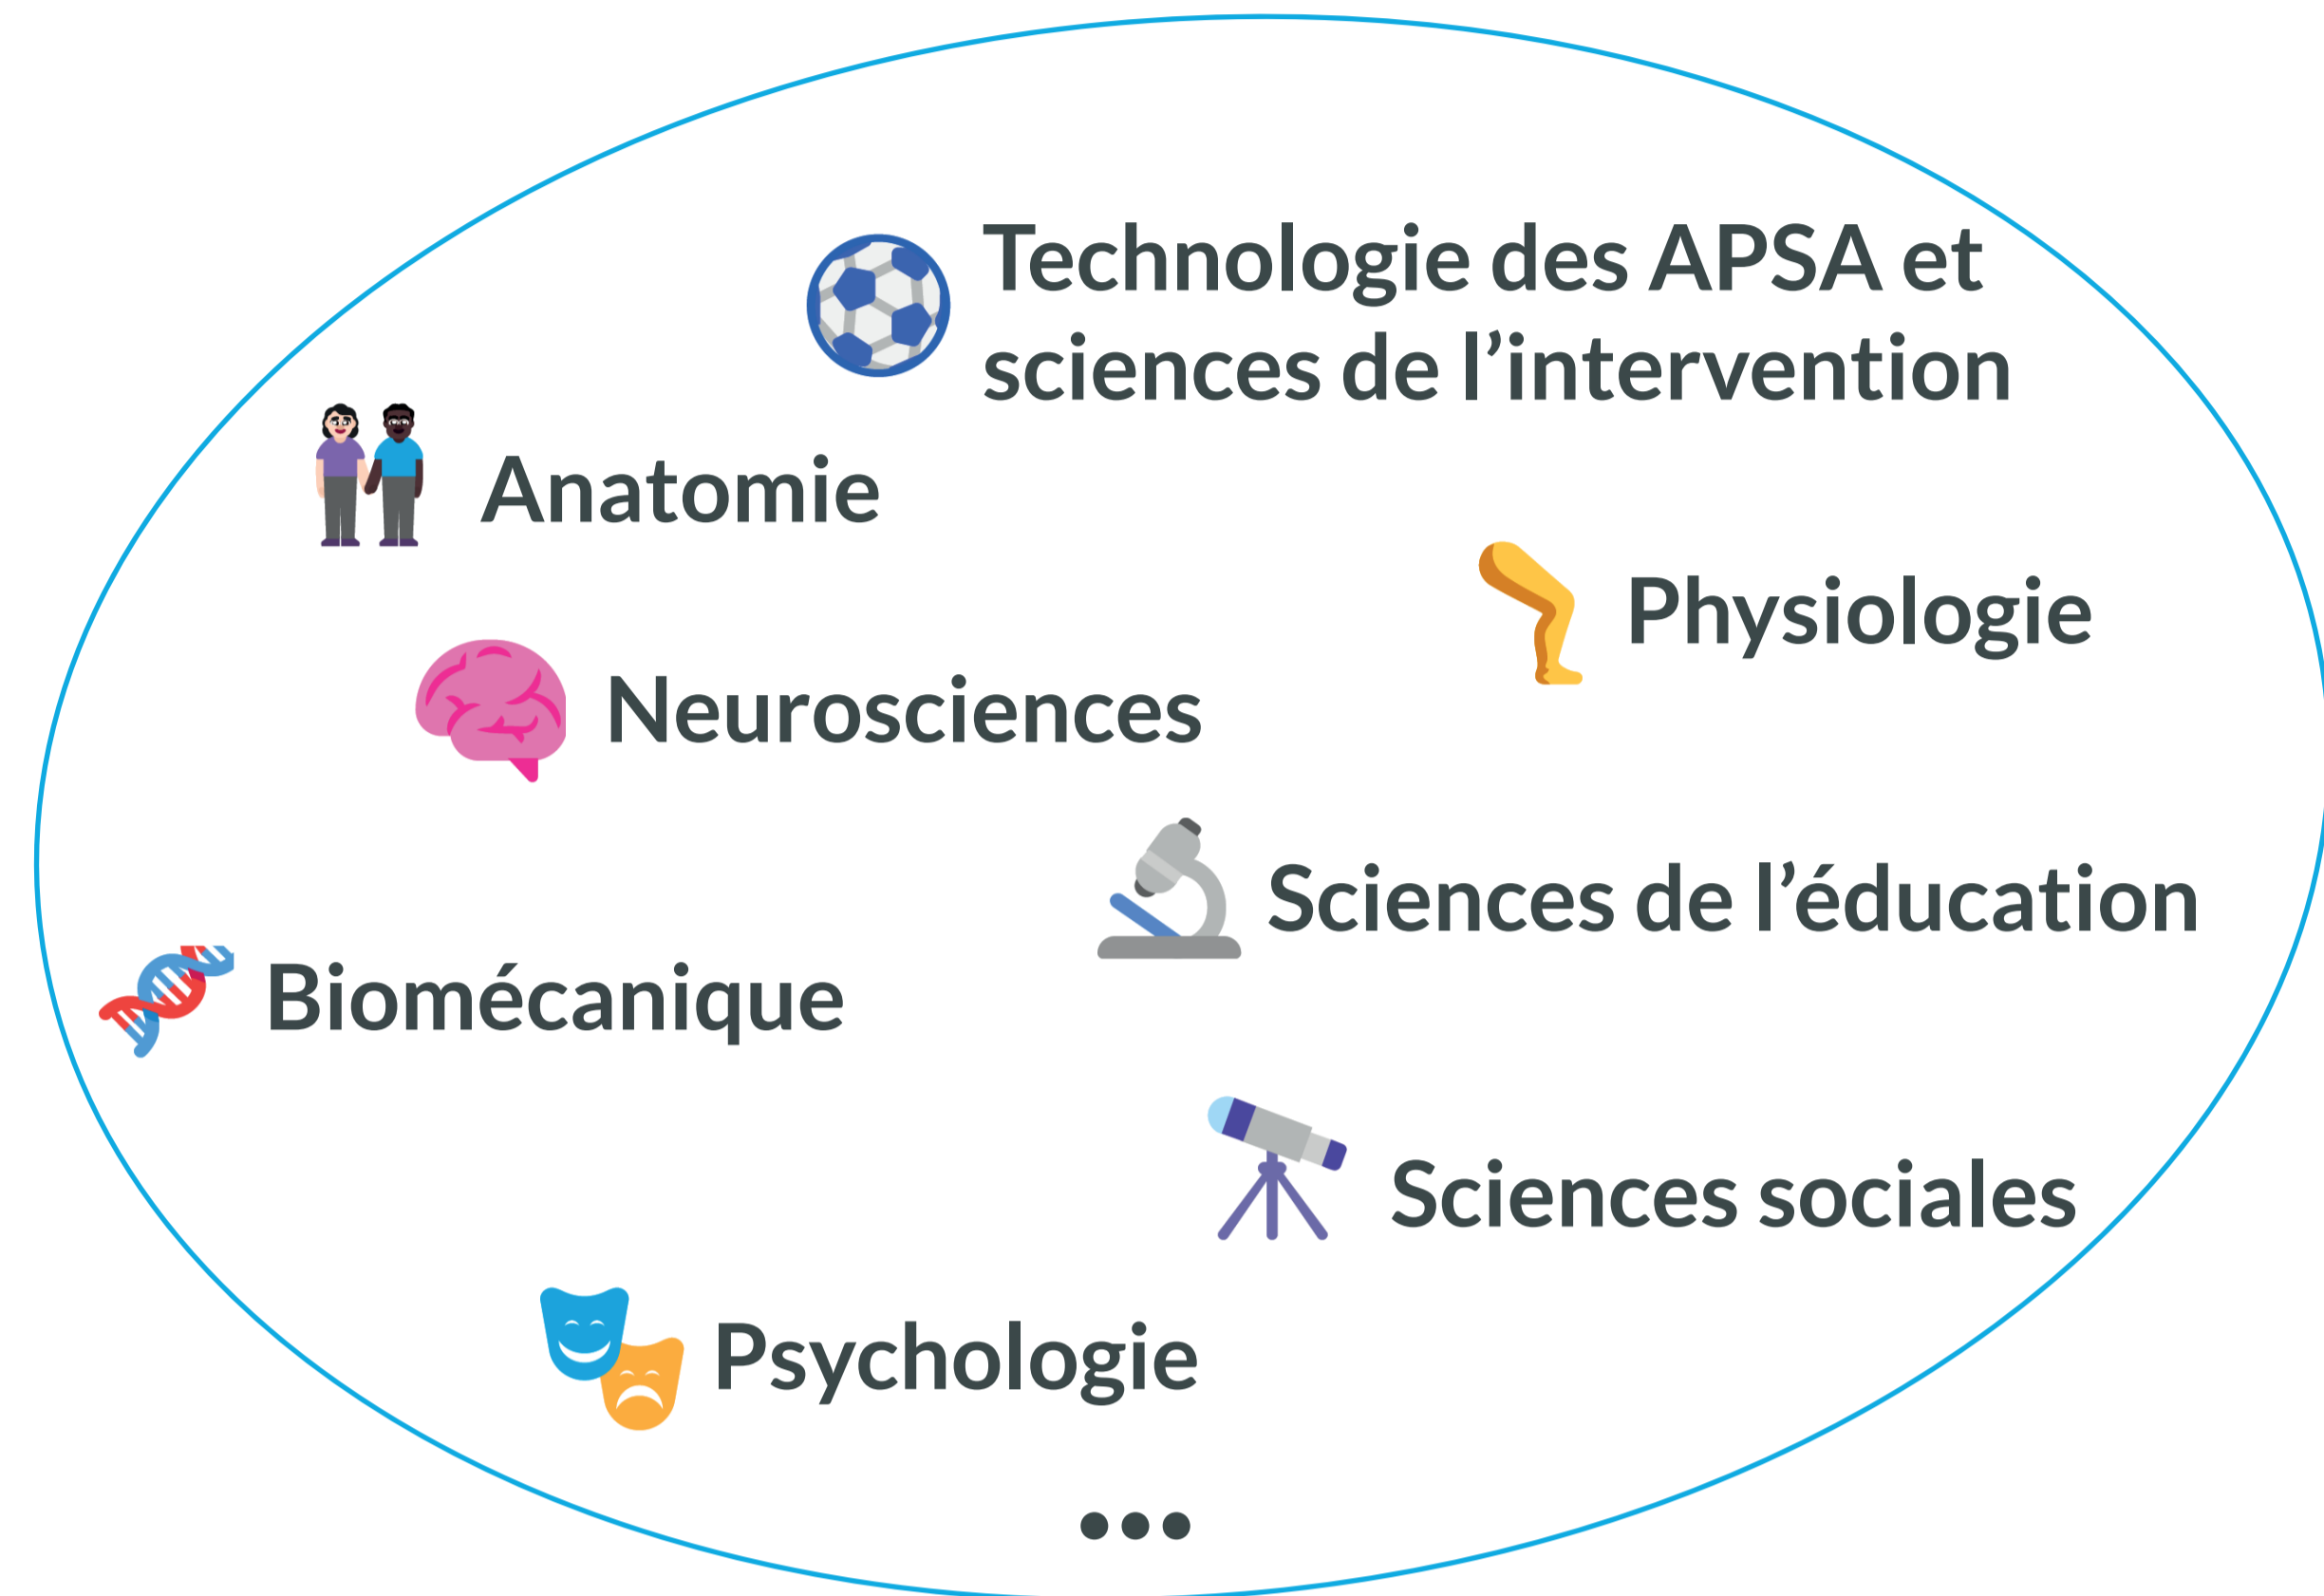 Technologie des APSA et
sciences de l’intervention
Anatomie
Physiologie
Neurosciences
Sciences de l’éducation
Biomécanique
Sciences sociales
Psychologie
...